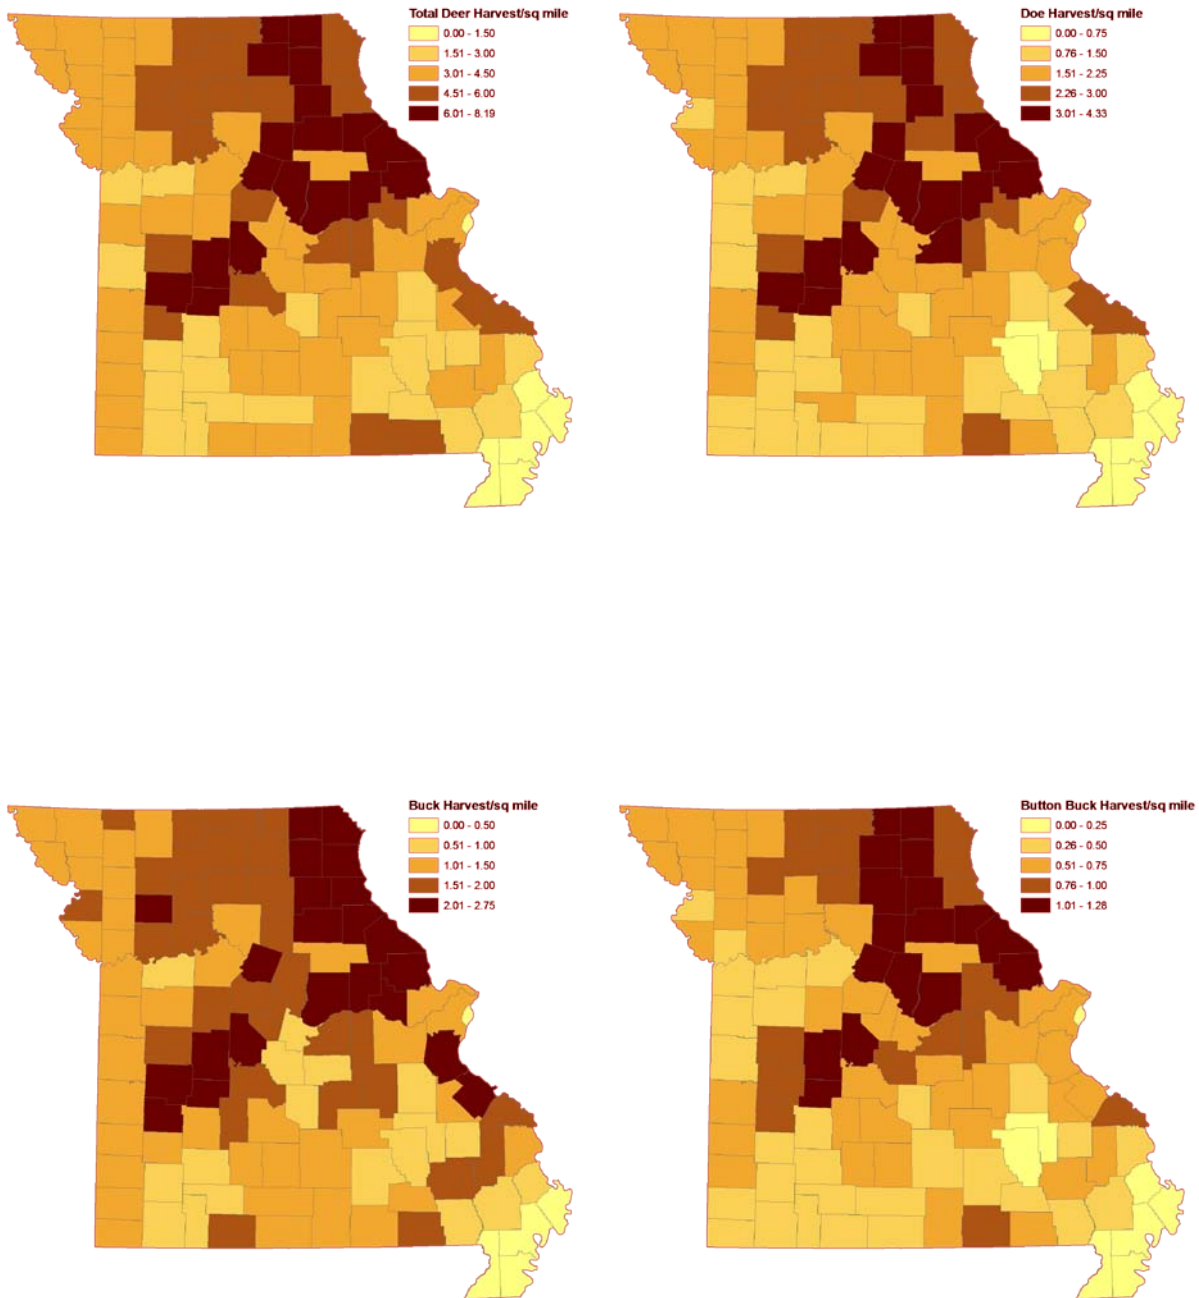 Total Deer Harvest/sq mile
0.00 - 1.50
1.51 - 3.00
3.01 - 4.50
4.51 - 6.00
6.01 - 8.19
Doe Harvest/sq mile
0.00 - 0.75
0.76 - 1.50
1.51 - 2.25
2.26 - 3.00
3.01 - 4.33
Buck Harvest/sq mile
0.00 - 0.50
0.51 - 1.00
1.01 - 1.50
1.51 - 2.00
2.01 - 2.75
Button Buck Harvest/sq mile
0.00 - 0.25
0.26 - 0.50
0.51 - 0.75
0.76 - 1.00
1.01 - 1.28